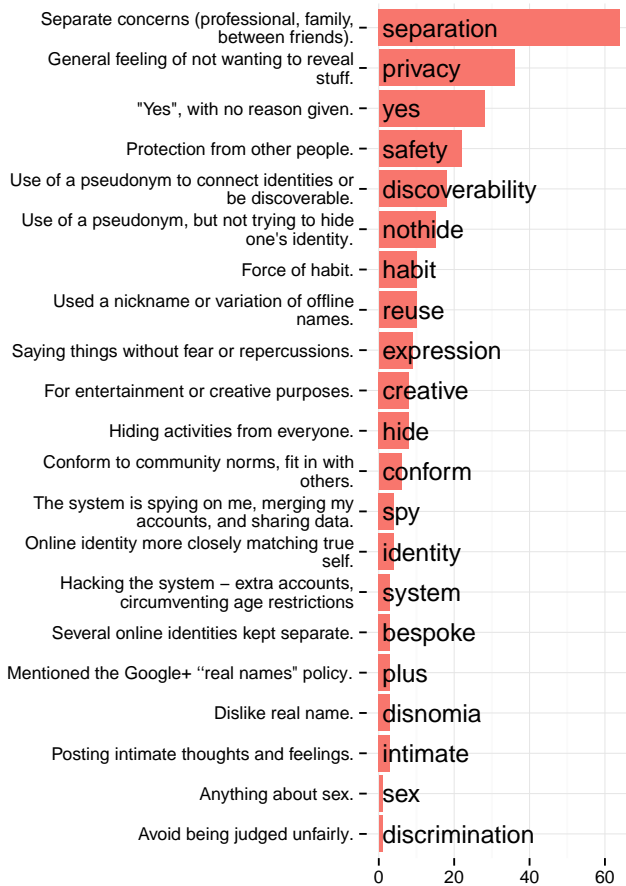 Separate concerns (professional, family,
between friends).
separation
General feeling of not wanting to reveal
stuff.
privacy
"Yes", with no reason given.
yes
Protection from other people.
safety
Use of a pseudonym to connect identities or
be discoverable.
discoverability
Use of a pseudonym, but not trying to hide
one's identity.
nothide
Force of habit.
habit
Used a nickname or variation of offline
names.
reuse
Saying things without fear or repercussions.
expression
For entertainment or creative purposes.
creative
Hiding activities from everyone.
hide
Conform to community norms, fit in with
others.
conform
The system is spying on me, merging my
accounts, and sharing data.
spy
Online identity more closely matching true
self.
identity
Hacking the system – extra accounts,
circumventing age restrictions
system
Several online identities kept separate.
bespoke
Mentioned the Google+ ‘‘real names" policy.
plus
Dislike real name.
disnomia
Posting intimate thoughts and feelings.
intimate
Anything about sex.
sex
Avoid being judged unfairly.
discrimination
0 20 40 60